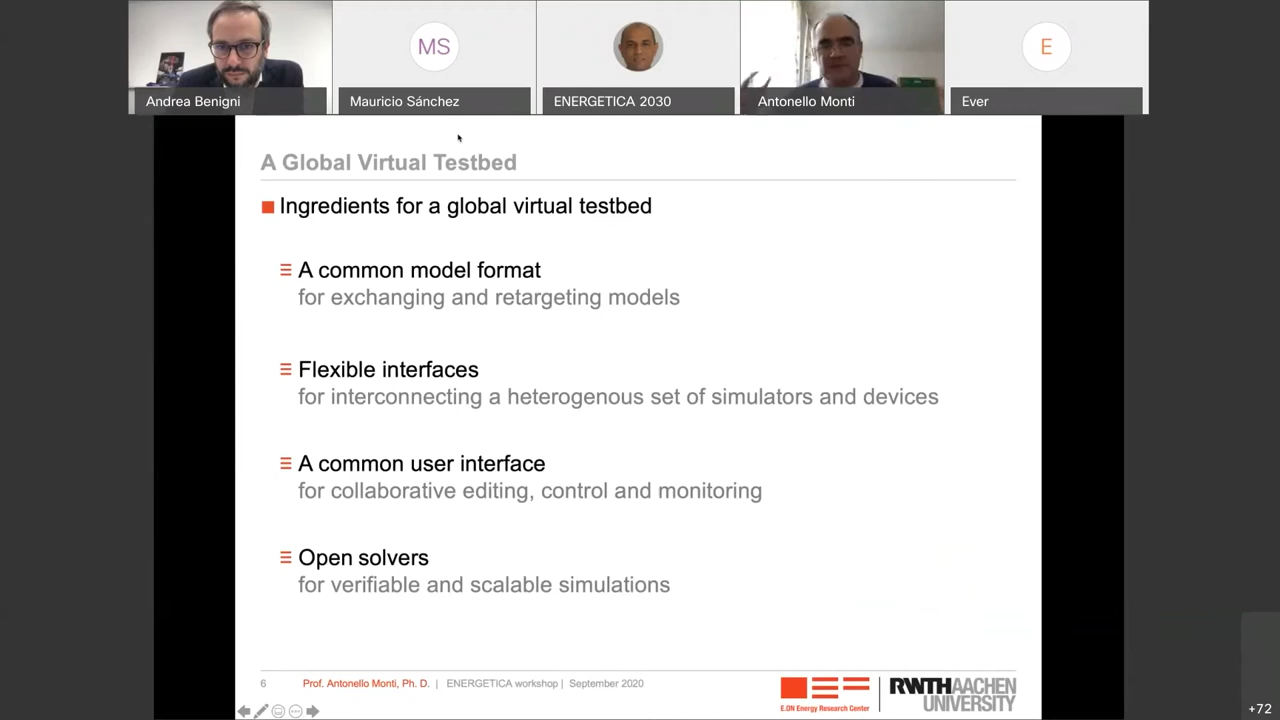 MS
E
Andrea Benigni
Mauricio Sánchez
ENERGETICA 2030
Antonello Monti
Ever
A Global Virtual Testbed
Ingredients for a global virtual testbed
A common model format
for exchanging and retargeting models
Flexible interfaces
for interconnecting a heterogenous set of simulators and devices
A common user interface
for collaborative editing, control and monitoring
Open solvers
for verifiable and scalable simulations
6 Prof. Antonello Monti, Ph. D. | ENERGETICA workshop | September 2020
E.ON Energy Research Center
RWTHAACHEN
UNIVERSITY
+72